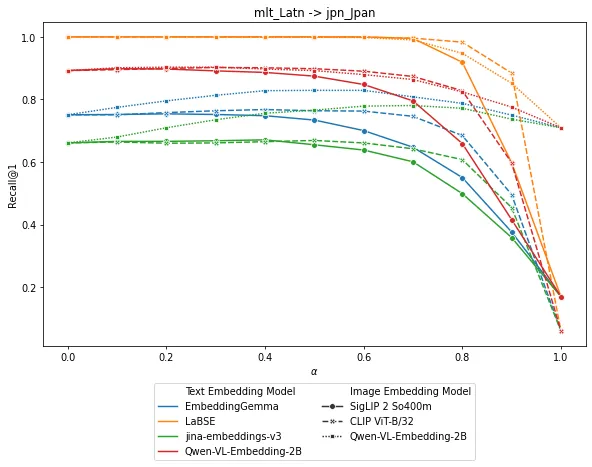 mlt_Latn -> jpn_Jpan
Recall@1
1.0
0.8
0.6
0.4
0.2
0.0 0.2 0.4 0.6 0.8 1.0
α
Text Embedding Model
EmbeddingGemma
LaBSE
jina-embeddings-v3
Qwen-VL-Embedding-2B
Image Embedding Model
SigLIP 2 So400m
CLIP ViT-B/32
Qwen-VL-Embedding-2B